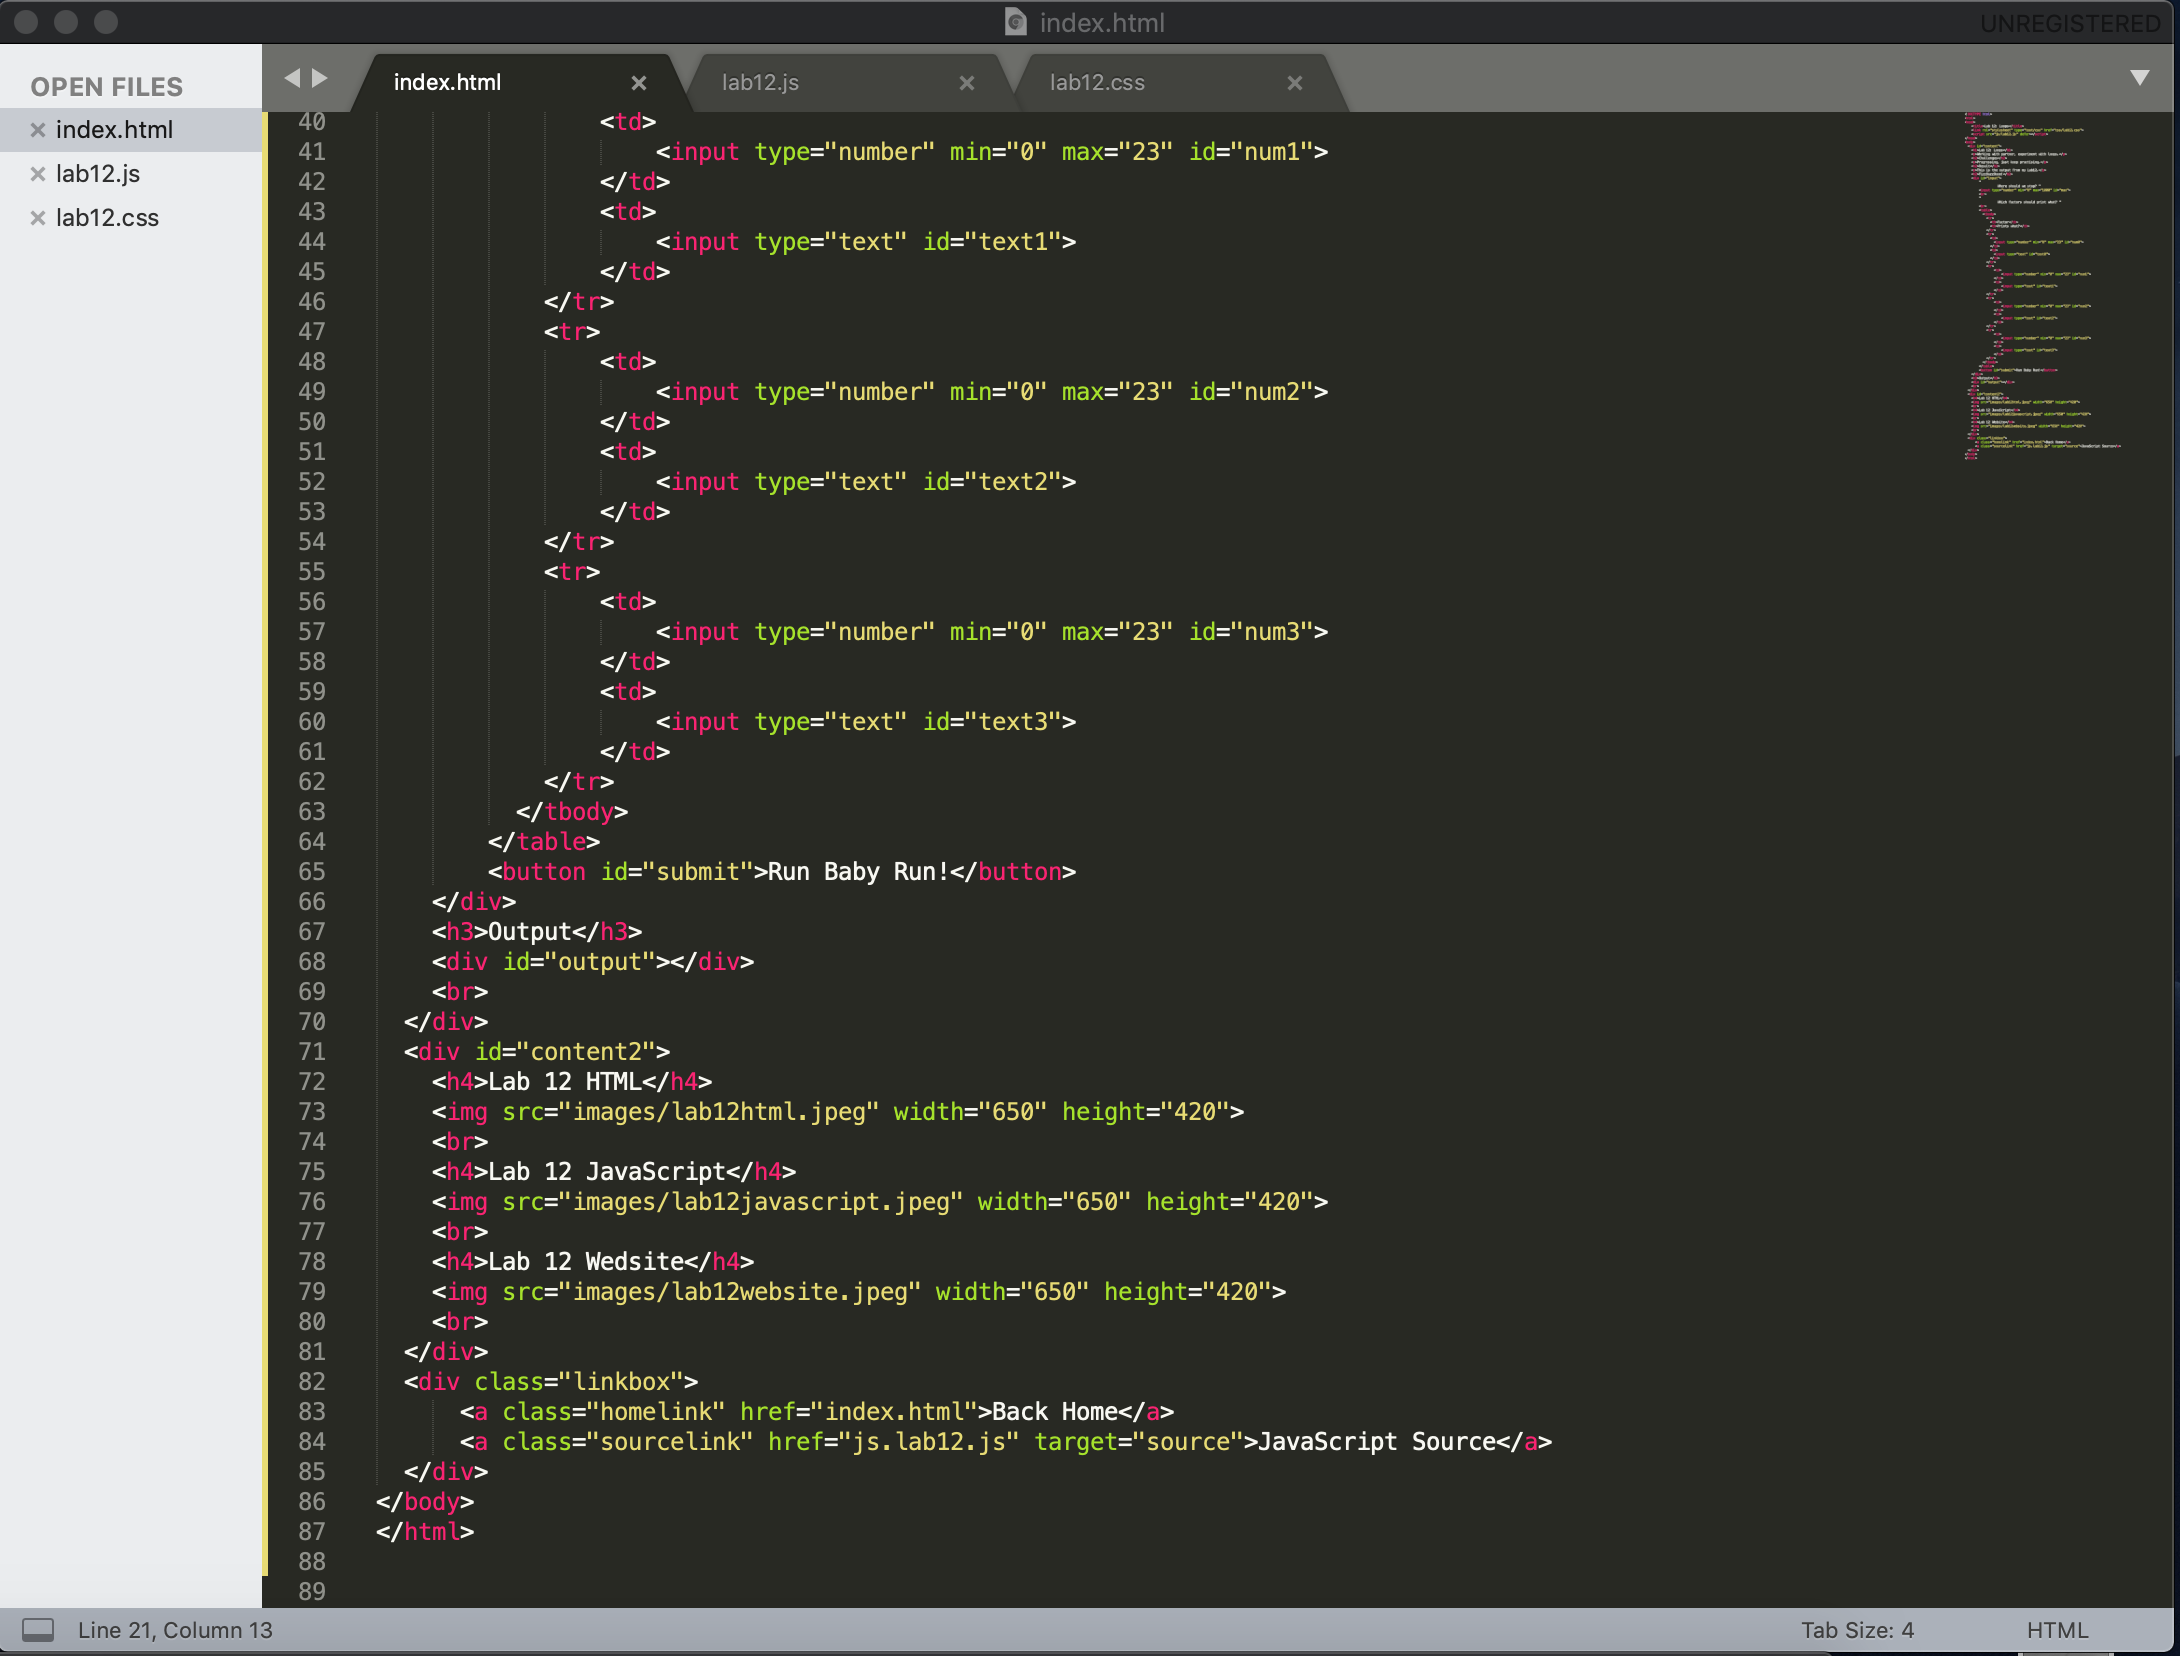 index.html
UNREGISTERED
OPEN FILES
index.html
lab12.js
lab12.css
index.html
lab12.js
lab12.css
40 <td>
41 <input type="number" min="0" max="23" id="num1">
42 </td>
43 <td>
44 <input type="text" id="text1">
45 </td>
46 </tr>
47 <tr>
48 <td>
49 <input type="number" min="0" max="23" id="num2">
50 </td>
51 <td>
52 <input type="text" id="text2">
53 </td>
54 </tr>
55 <tr>
56 <td>
57 <input type="number" min="0" max="23" id="num3">
58 </td>
59 <td>
60 <input type="text" id="text3">
61 </td>
62 </tr>
63 </tbody>
64 </table>
65 <button id="submit">Run Baby Run!</button>
66 </div>
67 <h3>Output</h3>
68 <div id="output"></div>
69 <br>
70 </div>
71 <div id="content2">
72 <h4>Lab 12 HTML</h4>
73 <img src="images/lab12html.jpeg" width="650" height="420">
74 <br>
75 <h4>Lab 12 JavaScript</h4>
76 <img src="images/lab12javascript.jpeg" width="650" height="420">
77 <br>
78 <h4>Lab 12 Wedsite</h4>
79 <img src="images/lab12website.jpeg" width="650" height="420">
80 <br>
81 </div>
82 <div class="linkbox">
83 <a class="homelink" href="index.html">Back Home</a>
84 <a class="sourcelink" href="js.lab12.js" target="source">JavaScript Source</a>
85 </div>
86 </body>
87 </html>
88
89
Line 21, Column 13
Tab Size: 4
HTML